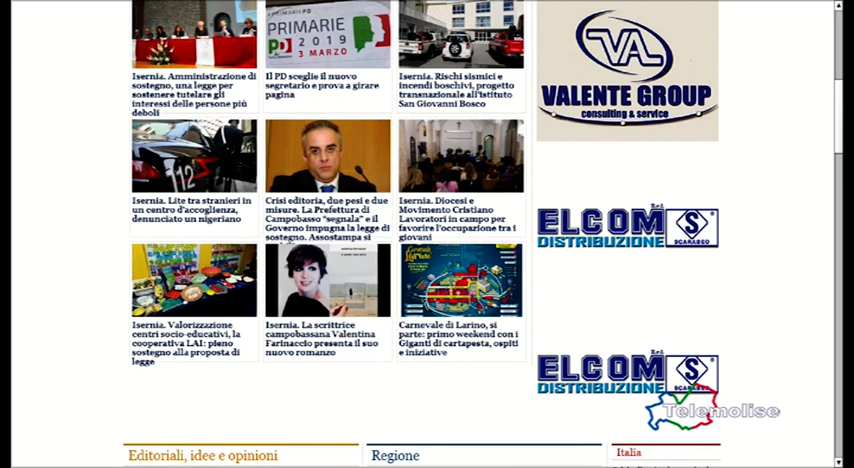 #PRIMARIEPD
PRIMARIE
PD 2019
3 MARZO
Isernia. Amministrazione di
sostegno, una legge per
sostenere tutelare gli
interessi delle persone più
deboli
Il PD sceglie il nuovo
segretario e prova a girare
pagina
Isernia. Rischi sismici e
incendi boschivi, progetto
transnazionale all'istituto
San Giovanni Bosco
VAL
VALENTE GROUP
consulting & service
112
Isernia. Lite tra stranieri in
un centro d'accoglienza,
denunciato un nigeriano
Crisi editoria, due pesi e due
misure. La Prefettura di
Campobasso "segnala" e il
Governo impugna la legge di
sostegno. Assostampa si
Isernia. Diocesi e
Movimento Cristiano
Lavoratori in campo per
favorire l'occupazione tra i
giovani
ELCOM S.r.l.
DISTRIBUZIONE
S
SCARABEO
Isernia. Valorizzazione
centri socio-educativi, la
cooperativa LAI: pieno
sostegno alla proposta di
legge
Isernia. La scrittrice
campobassana Valentina
Farinaccio presenta il suo
nuovo romanzo
Carnevale di Larino, si
parte: primo weekend con i
Giganti di cartapesta, ospiti
e iniziative
ELCOM S.r.l.
DISTRIBUZIONE
S
SCARABEO
Telemolise
Editoriali, idee e opinioni
Regione
Italia